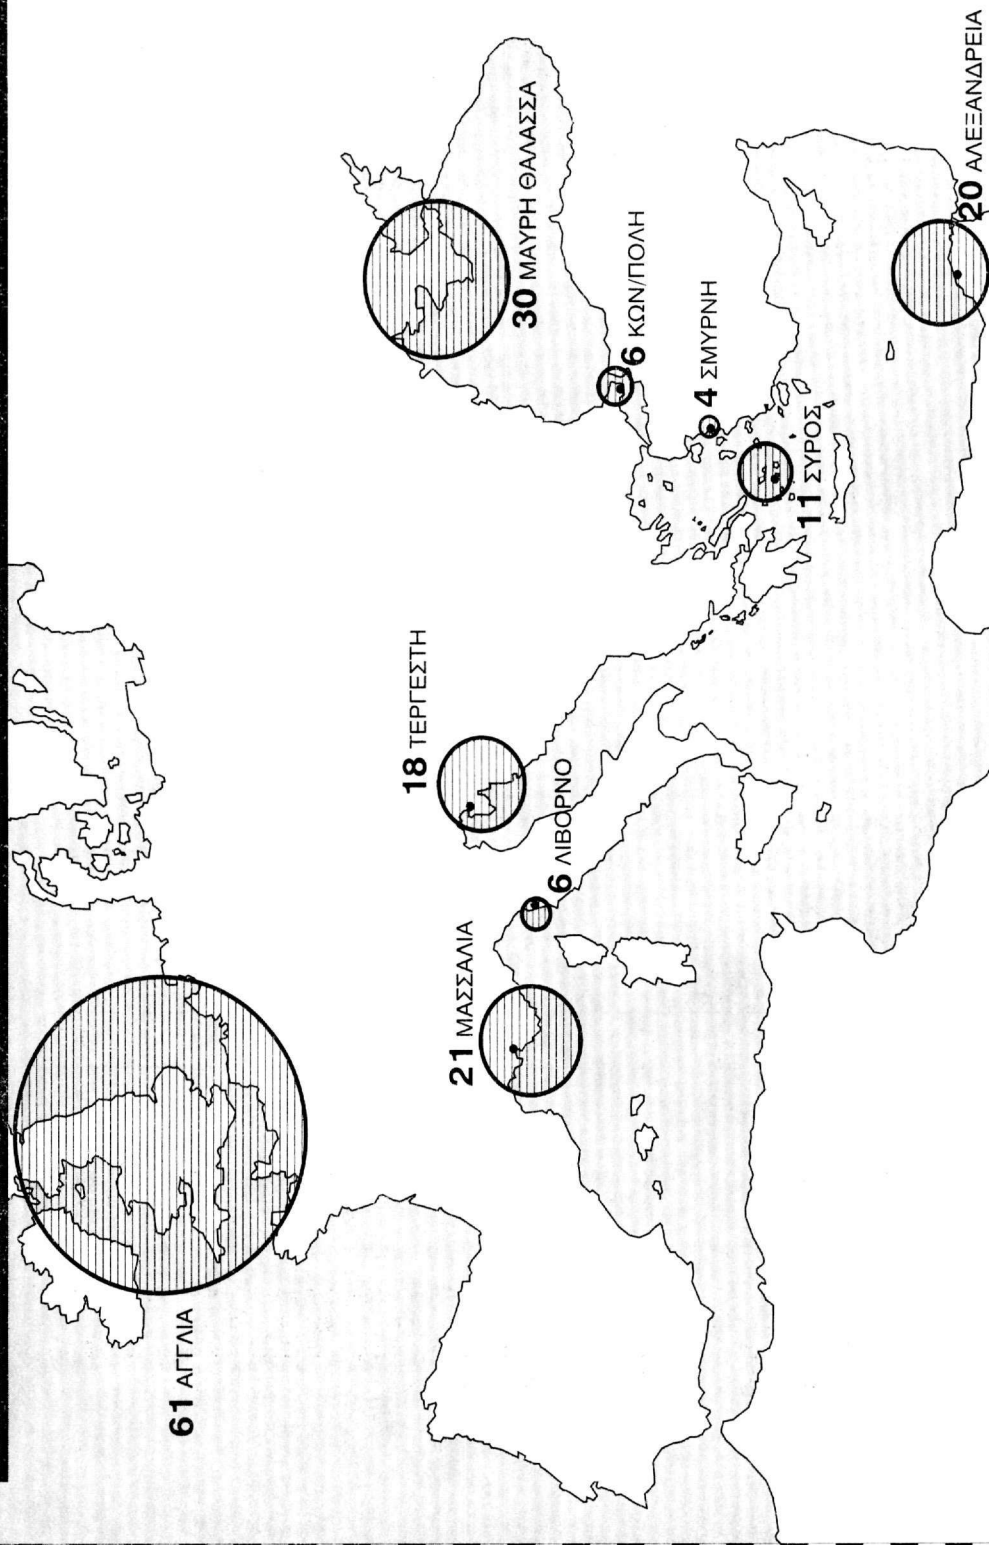 61 ΑΓΓΛΙΑ
21 ΜΑΣΣΑΛΙΑ
6 ΛΙΒΟΡΝΟ
18 ΤΕΡΓΕΣΤΗ
30 ΜΑΥΡΗ ΘΑΛΑΣΣΑ
6 ΚΩΝ/ΠΟΛΗ
4 ΣΜΥΡΝΗ
11 ΣΥΡΟΣ
20 ΑΛΕΞΑΝΔΡΕΙΑ